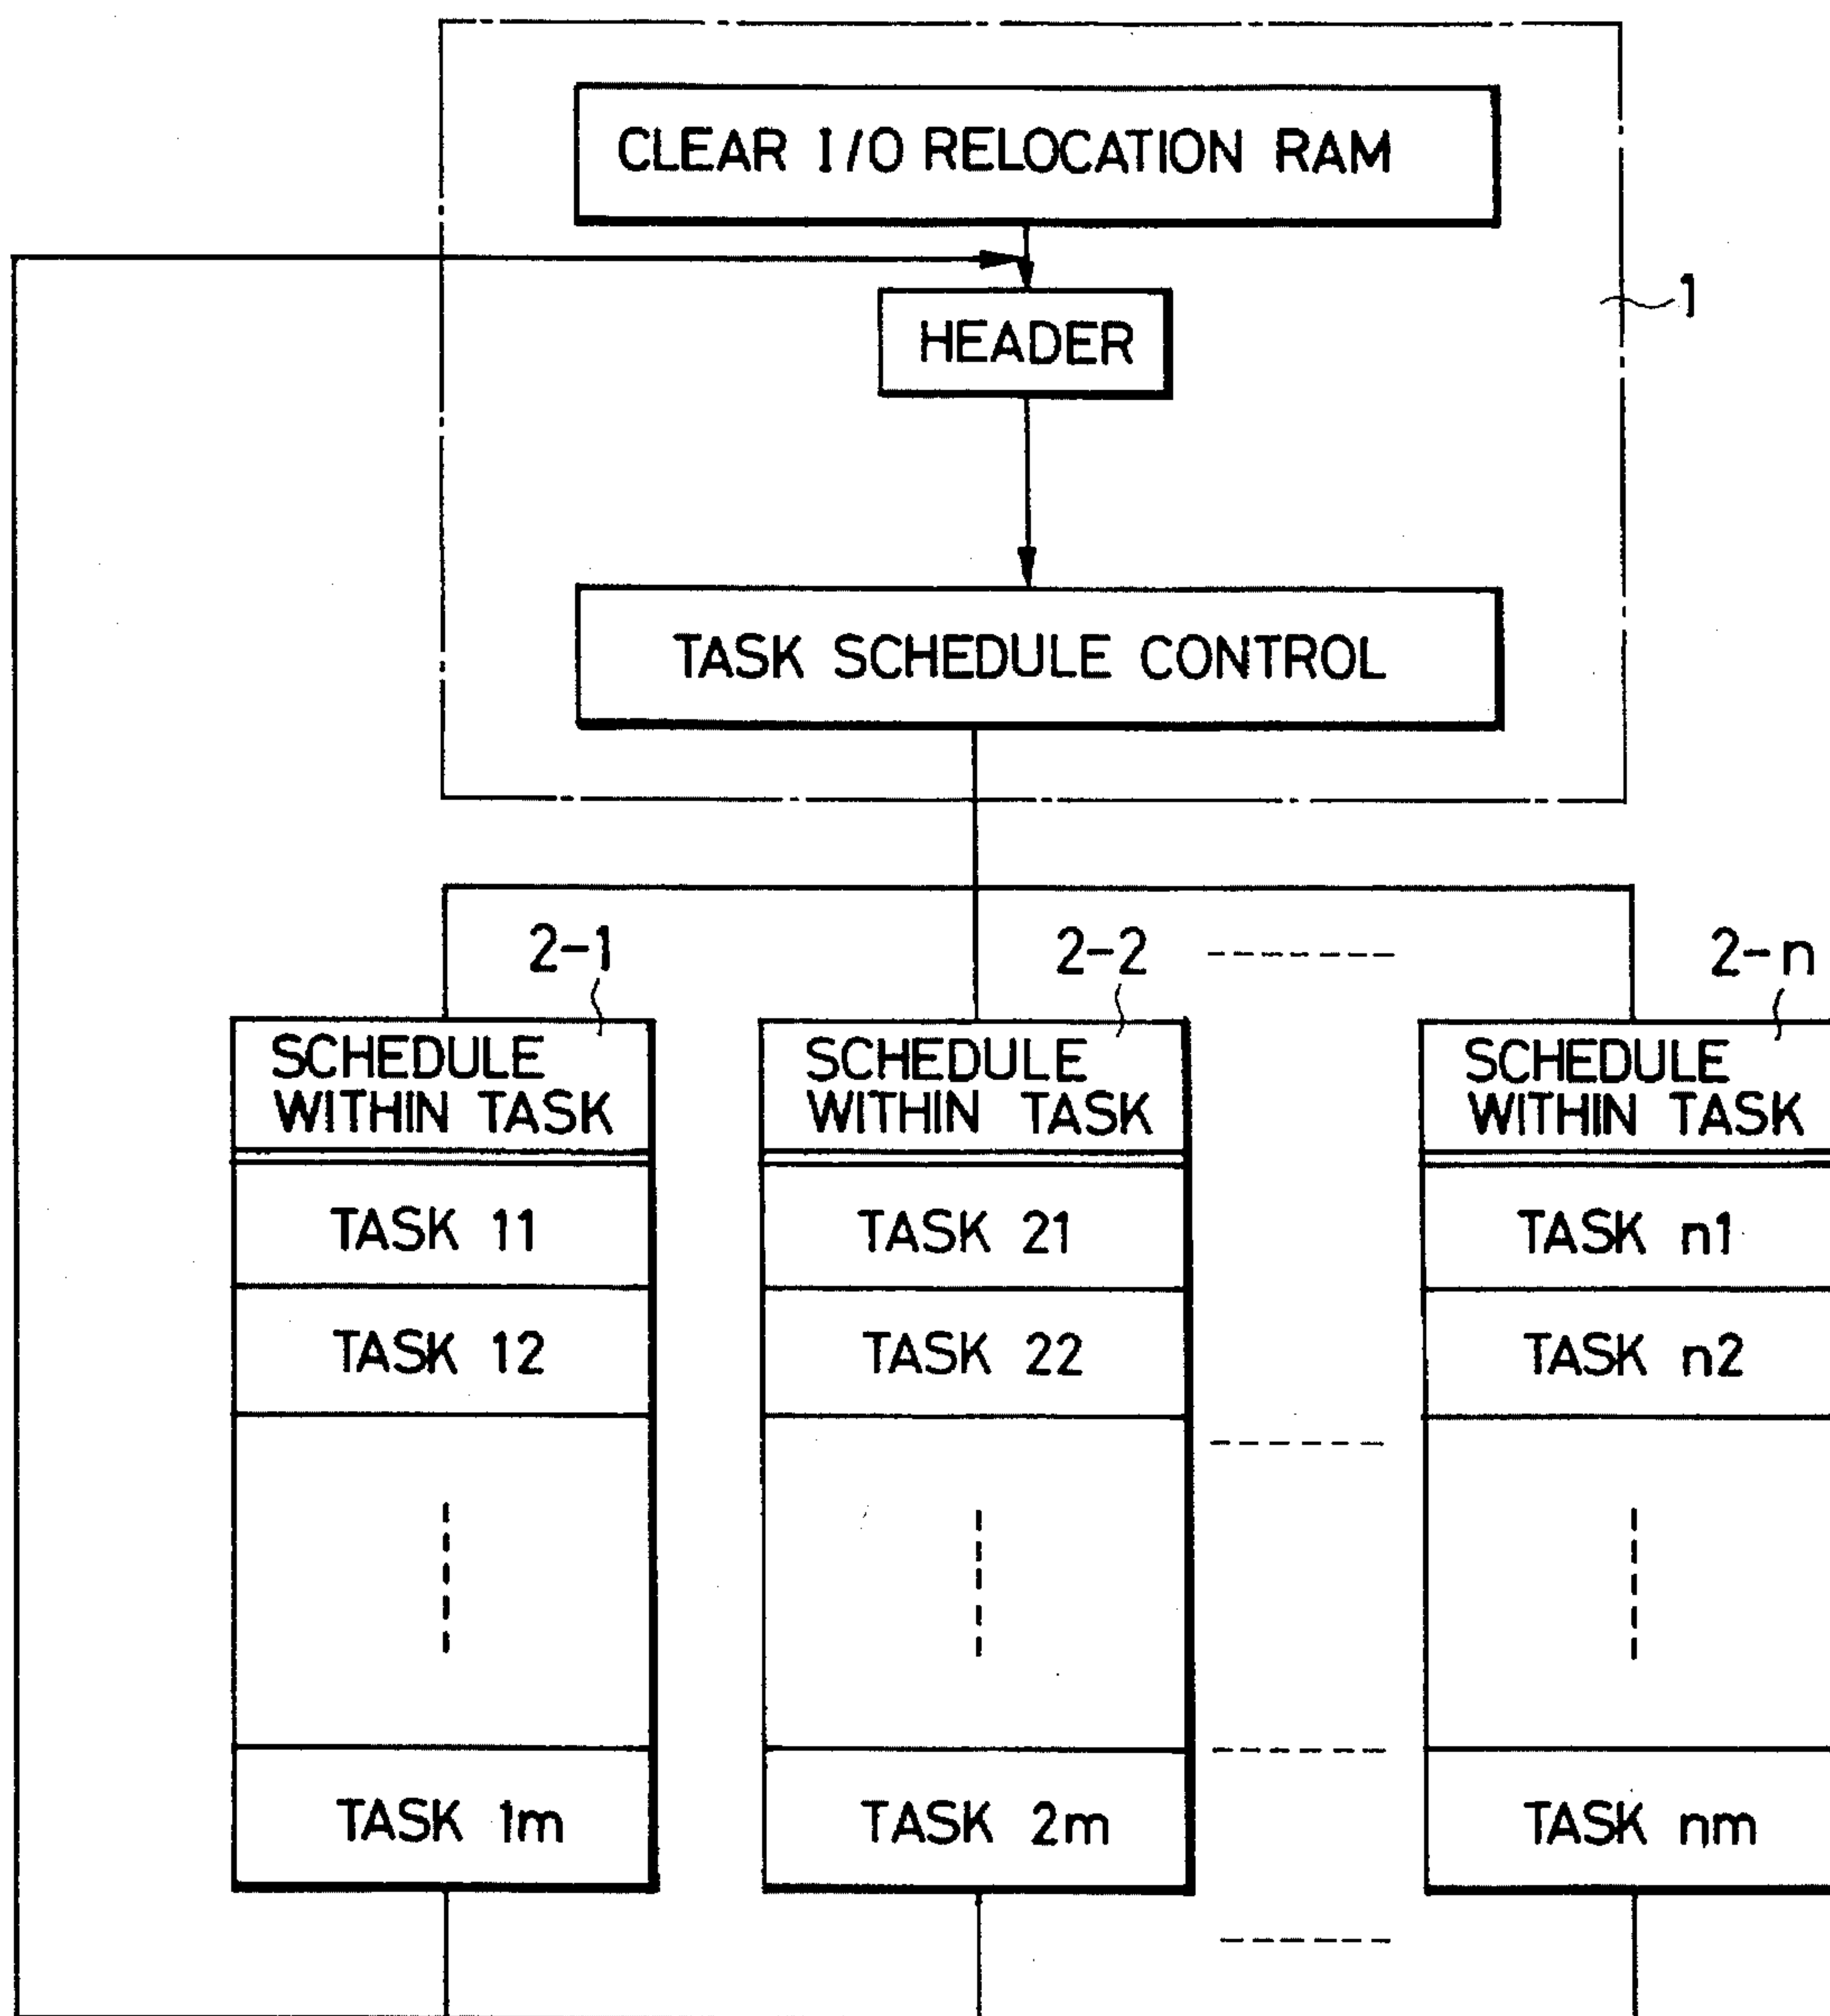 CLEAR I/O RELOCATION RAM
HEADER
1
TASK SCHEDULE CONTROL
2-1
2-2
2-n
SCHEDULE
WITHIN TASK
TASK 11
TASK 12
TASK 1m
SCHEDULE
WITHIN TASK
TASK 21
TASK 22
TASK 2m
SCHEDULE
WITHIN TASK
TASK n1
TASK n2
TASK nm